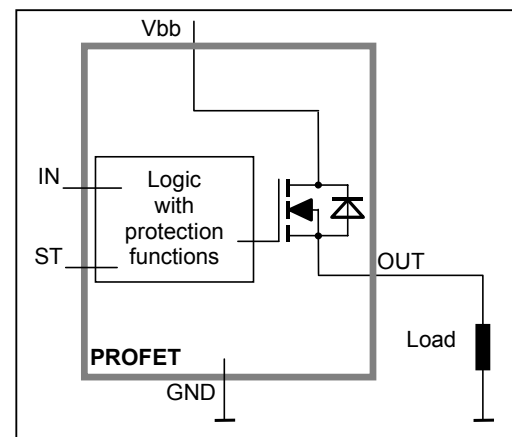 Vbb
IN
Logic
with
protection
functions
ST
OUT
Load
PROFET
GND